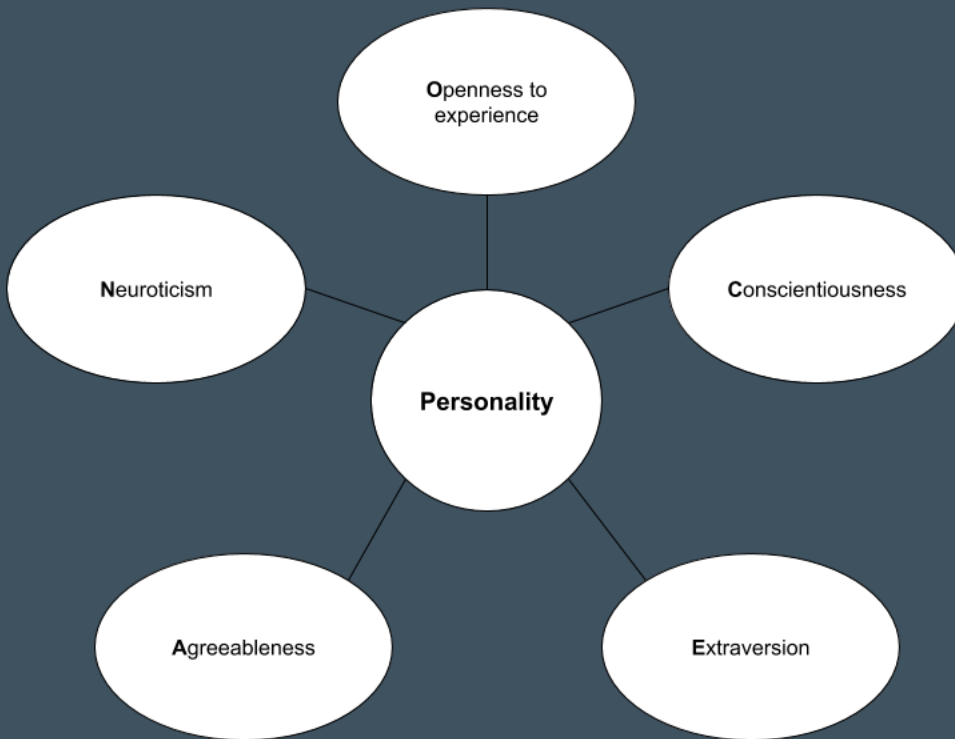 Openness to
experience
Neuroticism
Conscientiousness
Personality
Agreeableness
Extraversion